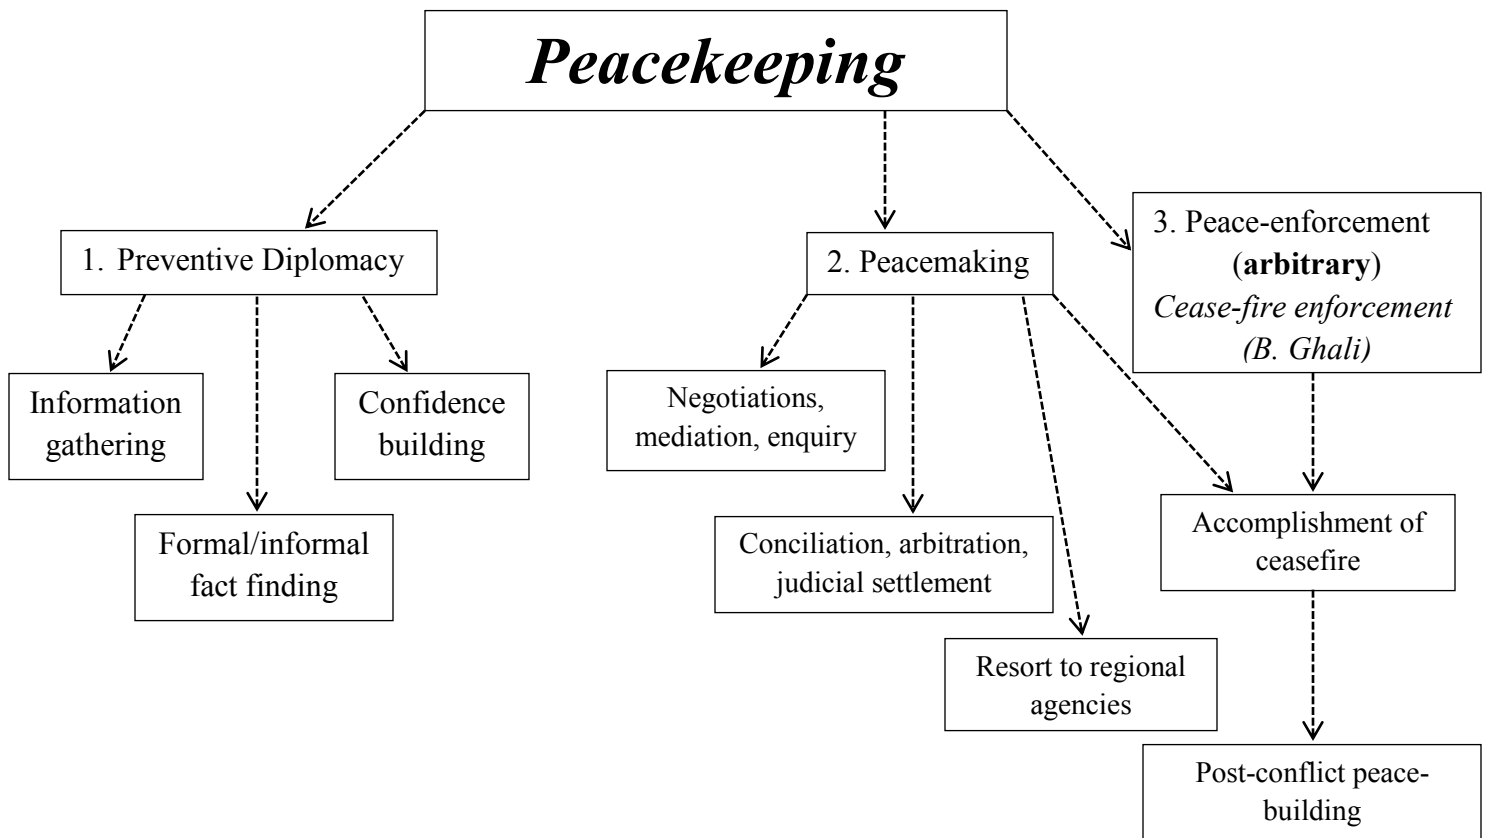 Peacekeeping
1. Preventive Diplomacy
2. Peacemaking
3. Peace-enforcement
(arbitrary)
Cease-fire enforcement
(B. Ghali)
Information
gathering
Confidence
building
Formal/informal
fact finding
Negotiations,
mediation, enquiry
Conciliation, arbitration,
judicial settlement
Resort to regional
agencies
Accomplishment of
ceasefire
Post-conflict peace-
building